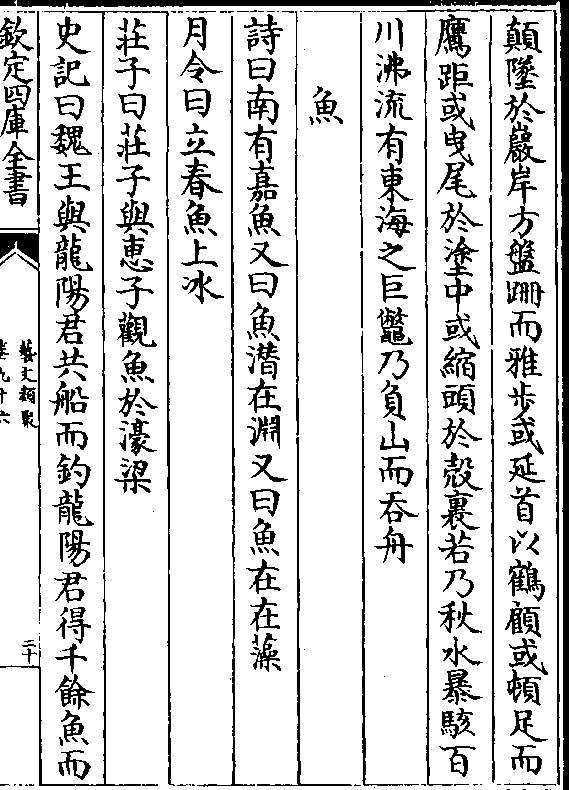 顛墜於巖岸方盤跚而雅歩或延首以鶴顧或頓足而
鷹距或曳尾於塗中或縮頭於殻裏若乃秋水暴駭百
川沸流有東海之巨鼈乃負山而吞舟
魚
詩曰南有嘉魚又曰魚潛在淵又曰魚在在藻
月令曰立春魚上冰
莊子曰莊子與惠子觀魚於濠梁
史記曰魏王與龍陽君共船而釣龍陽君得千餘魚而
欽定四庫全書
藝文類聚
卷九十六
二十